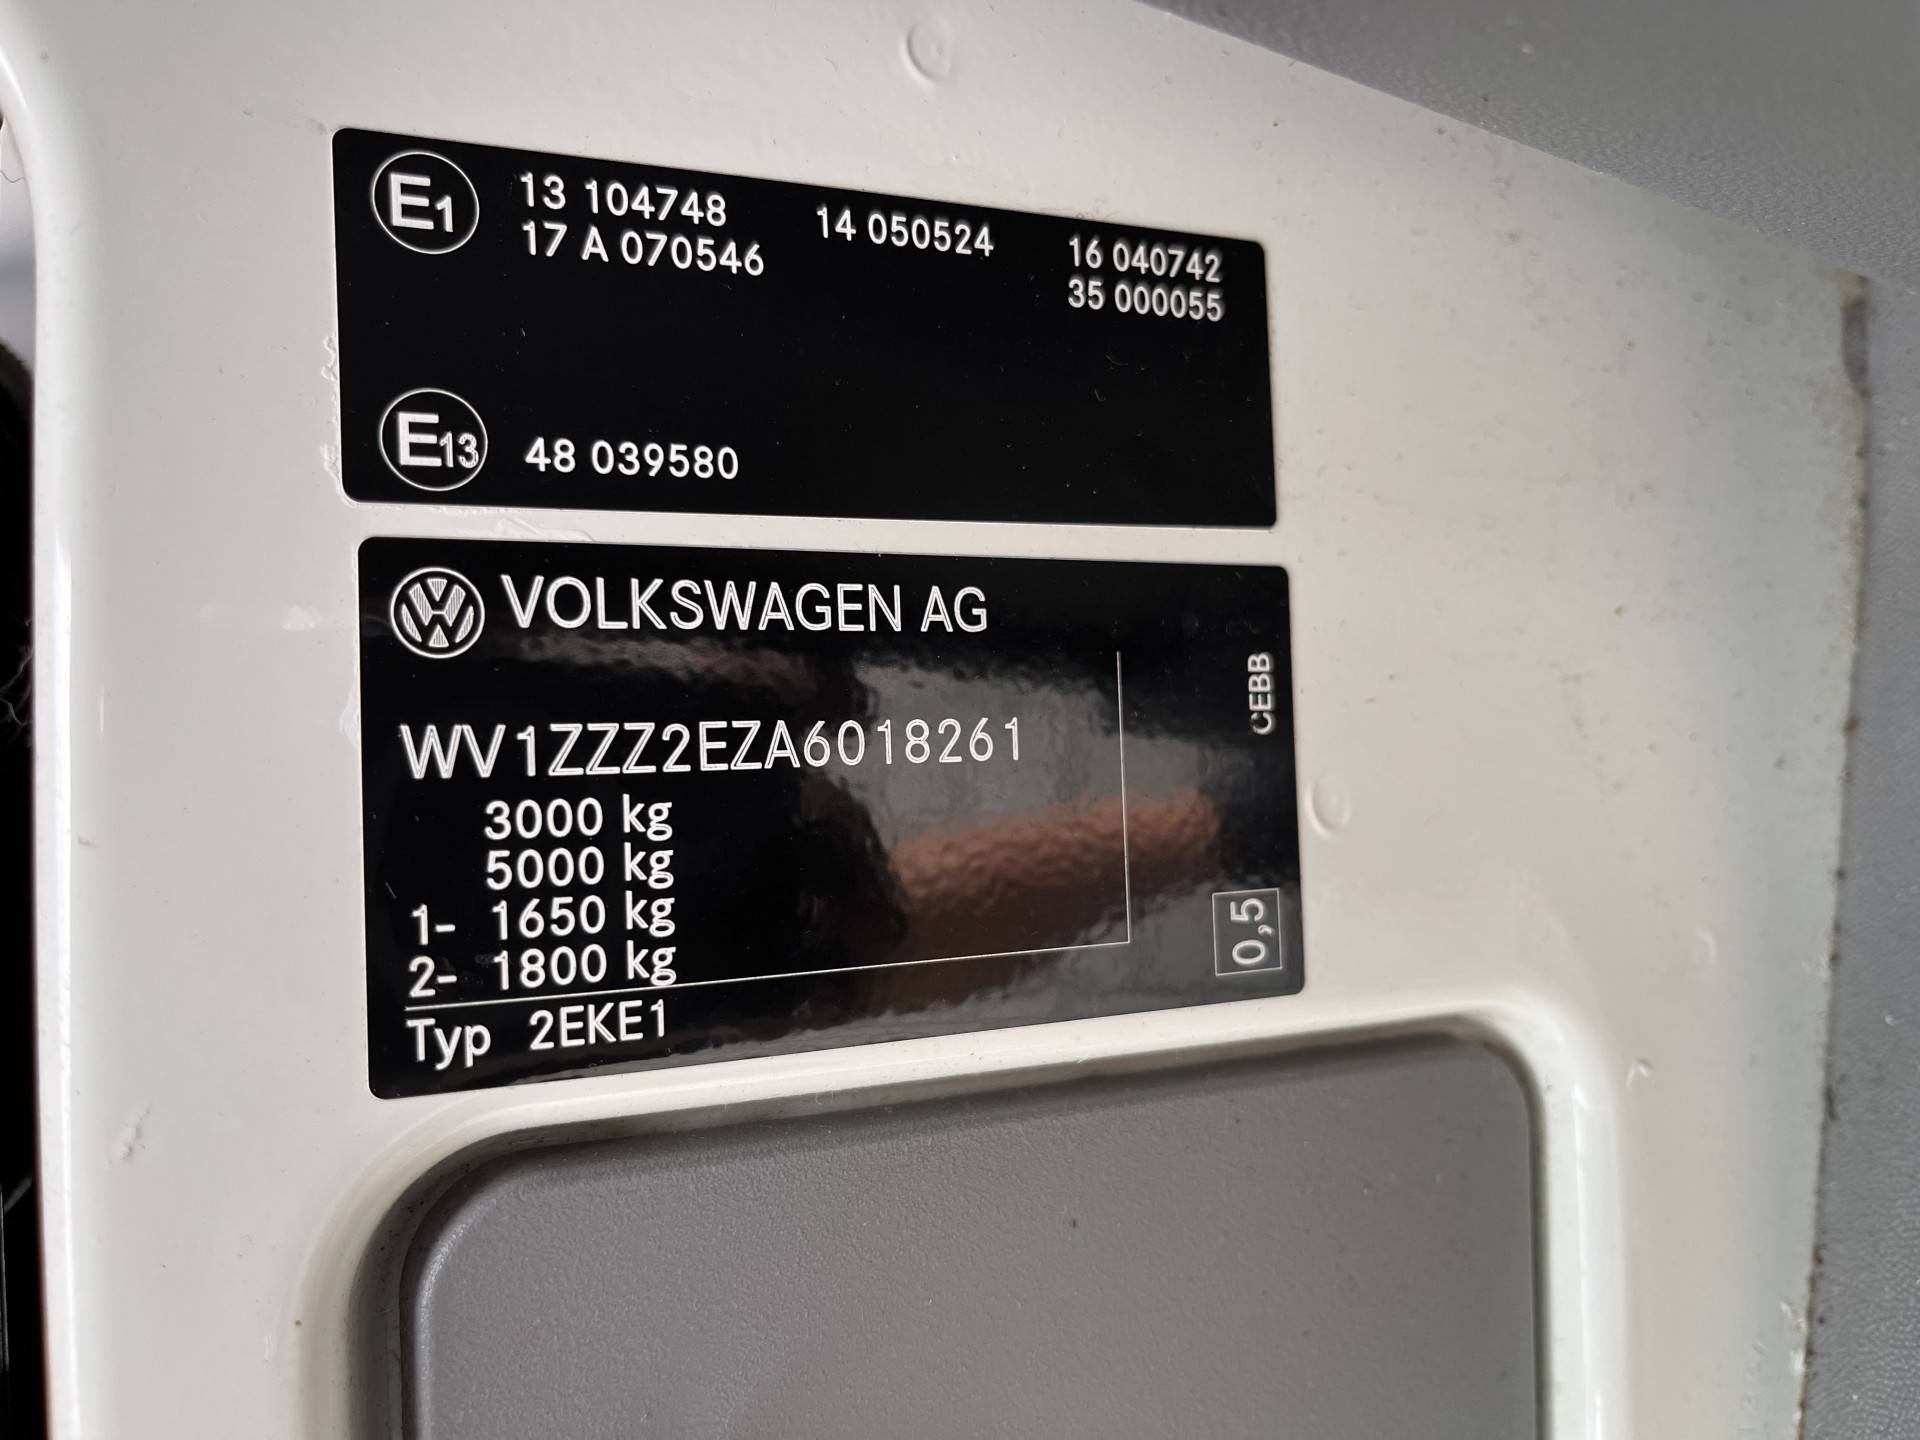 E1 13 104748 14 050524 16 040742
17 A 070546 35 000055
E13 48 039580
VOLKSWAGEN AG
WV1ZZZ2EZA6018261
3000 kg
5000 kg
1- 1650 kg
2- 1800 kg
Typ 2EKE1
CEBB
0,5